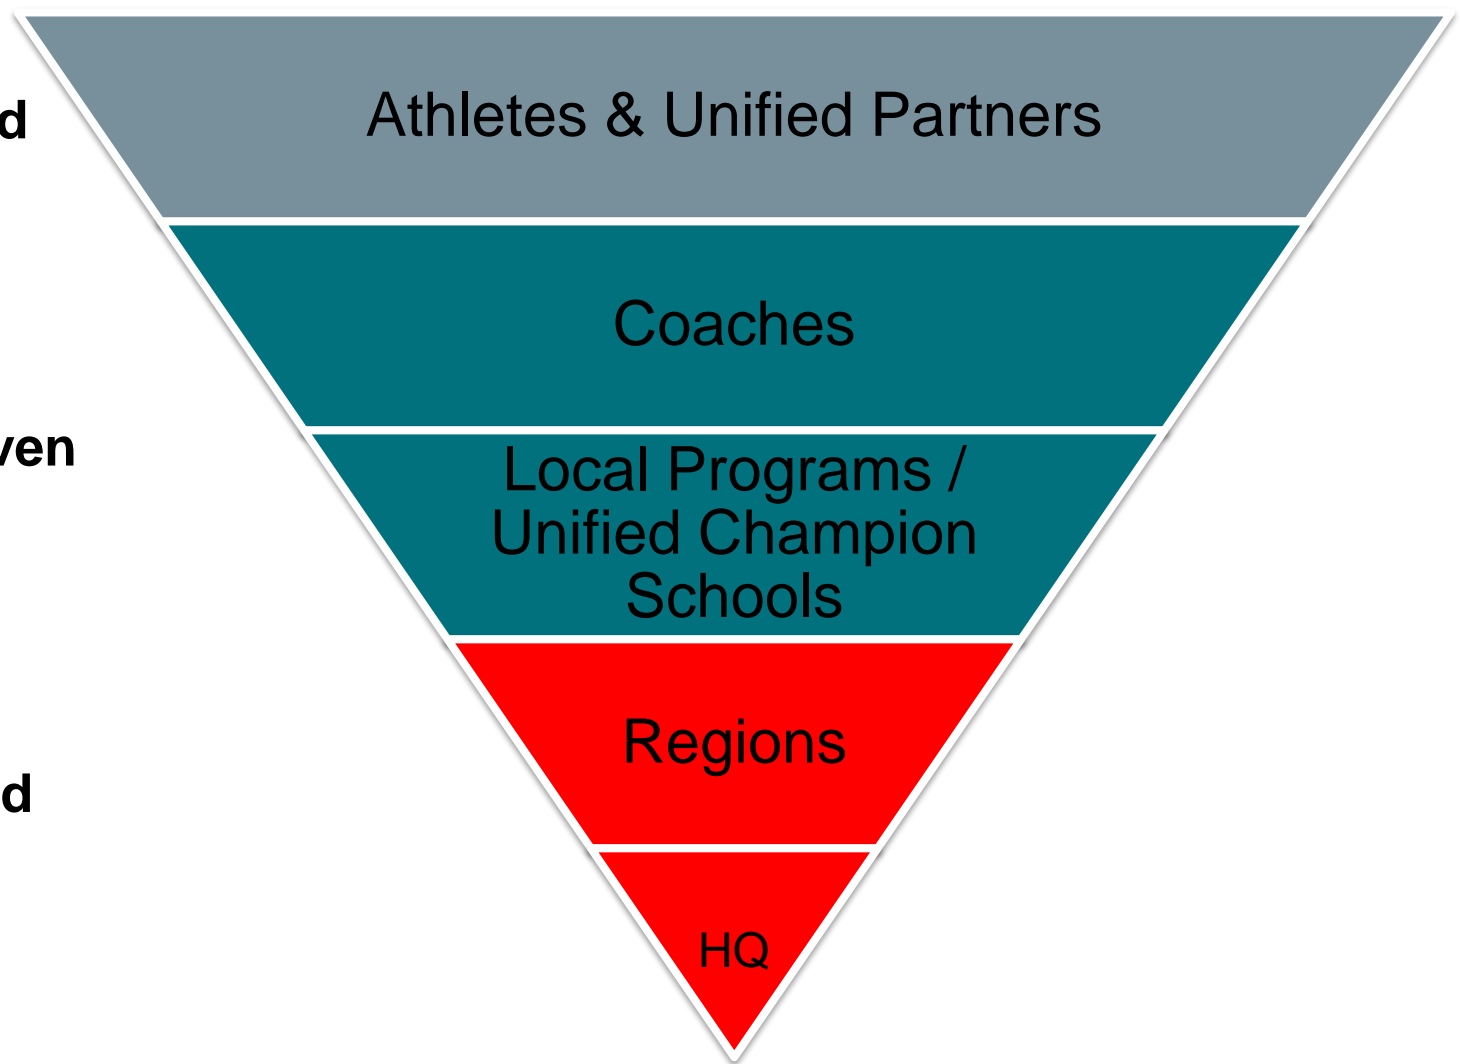 d
Athletes & Unified Partners
Coaches
ven
Local Programs /
Unified Champion
Schools
Regions
d
HQ